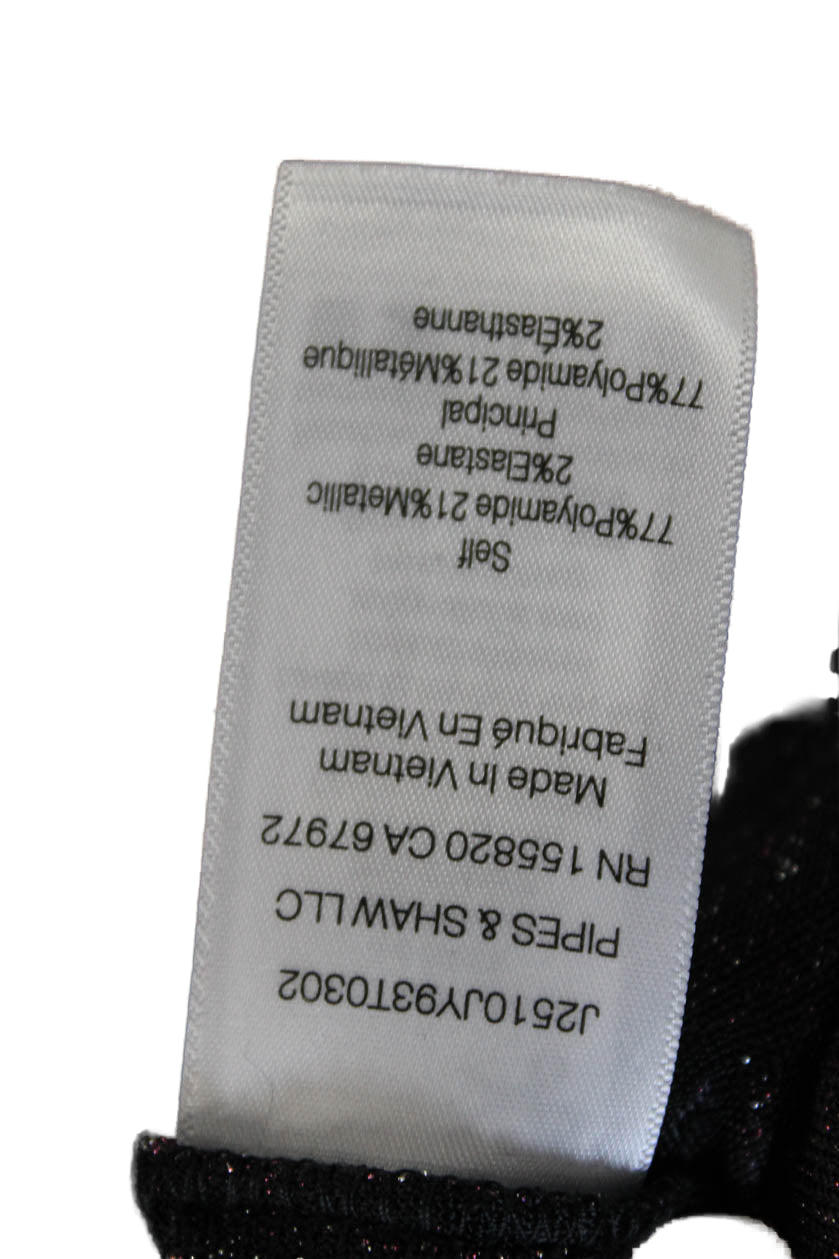 J2510JY93T0302
PIPES & SHAW LLC
RN 155820 CA 67972
Made In Vietnam
Fabriqué En Vietnam
Self
77%Polyamide 21%Metallic
2%Elastane
Principal
77%Polyamide 21%Métallique
2%Élasthanne